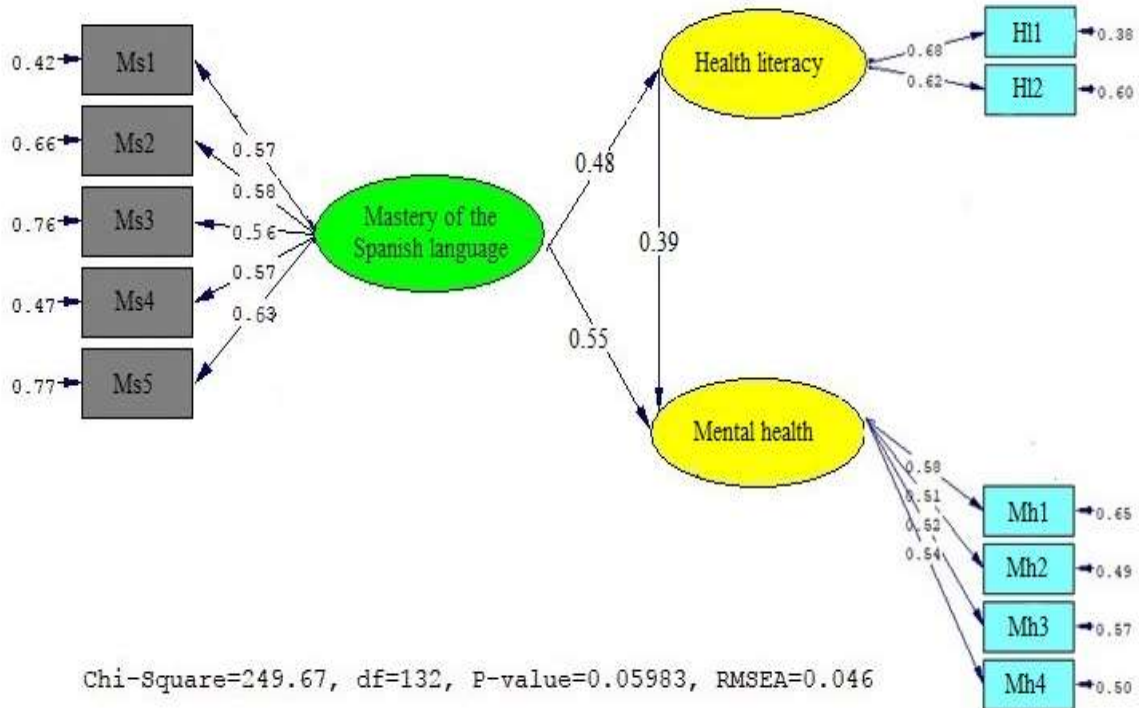 0.42
Ms1
0.66
Ms2
0.76
Ms3
0.47
Ms4
0.77
Ms5
0.57
0.58
0.56
0.57
0.63
Mastery of the
Spanish language
0.48
0.39
0.55
Health literacy
0.68
0.62
Hl1
0.38
Hl2
0.60
Mental health
0.58
0.51
0.52
0.54
Mh1
0.65
Mh2
0.49
Mh3
0.57
Mh4
0.50
Chi-Square=249.67, df=132, P-value=0.05983, RMSEA=0.046